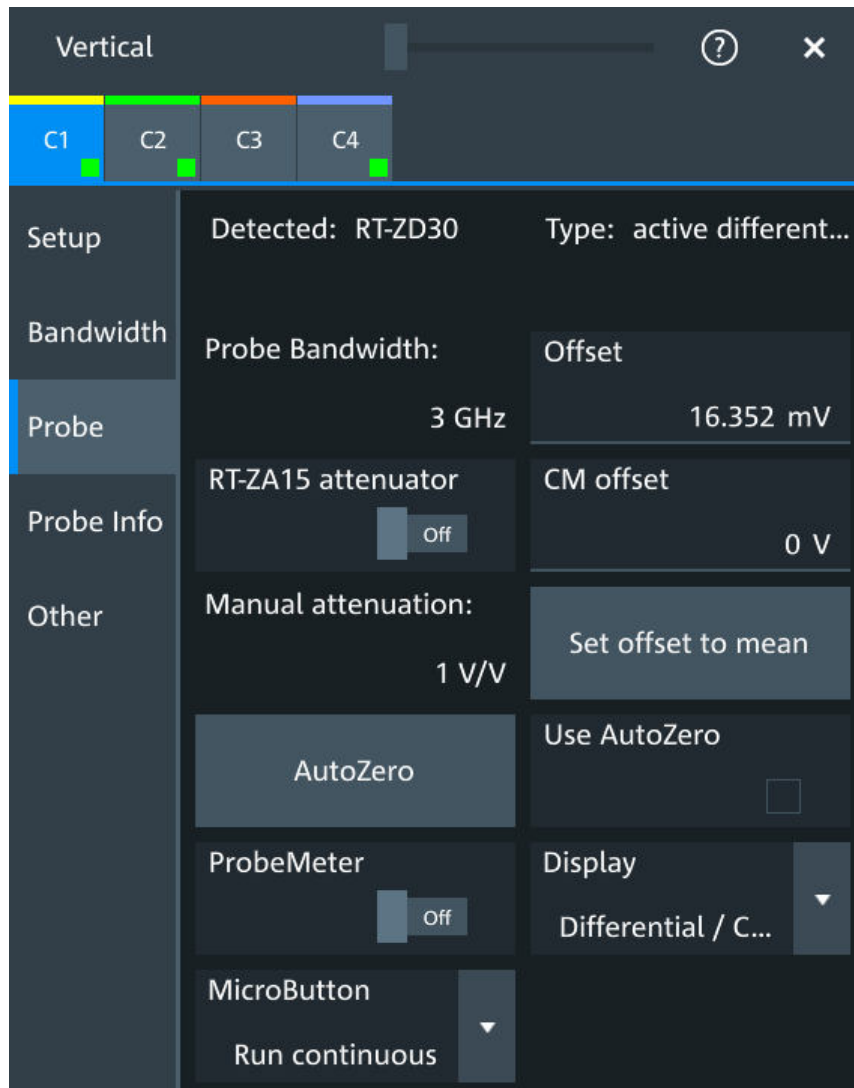 Vertical
?
C1 C2 C3 C4
Setup
Bandwidth
Probe
Probe Info
Other
Detected: RT-ZD30 Type: active different...
Probe Bandwidth:
3 GHz
Offset
16.352 mV
RT-ZA15 attenuator
Off
CM offset
0 V
Manual attenuation:
1 V/V
Set offset to mean
AutoZero
Use AutoZero
ProbeMeter
Off
Display
Differential / C...
MicroButton
Run continuous